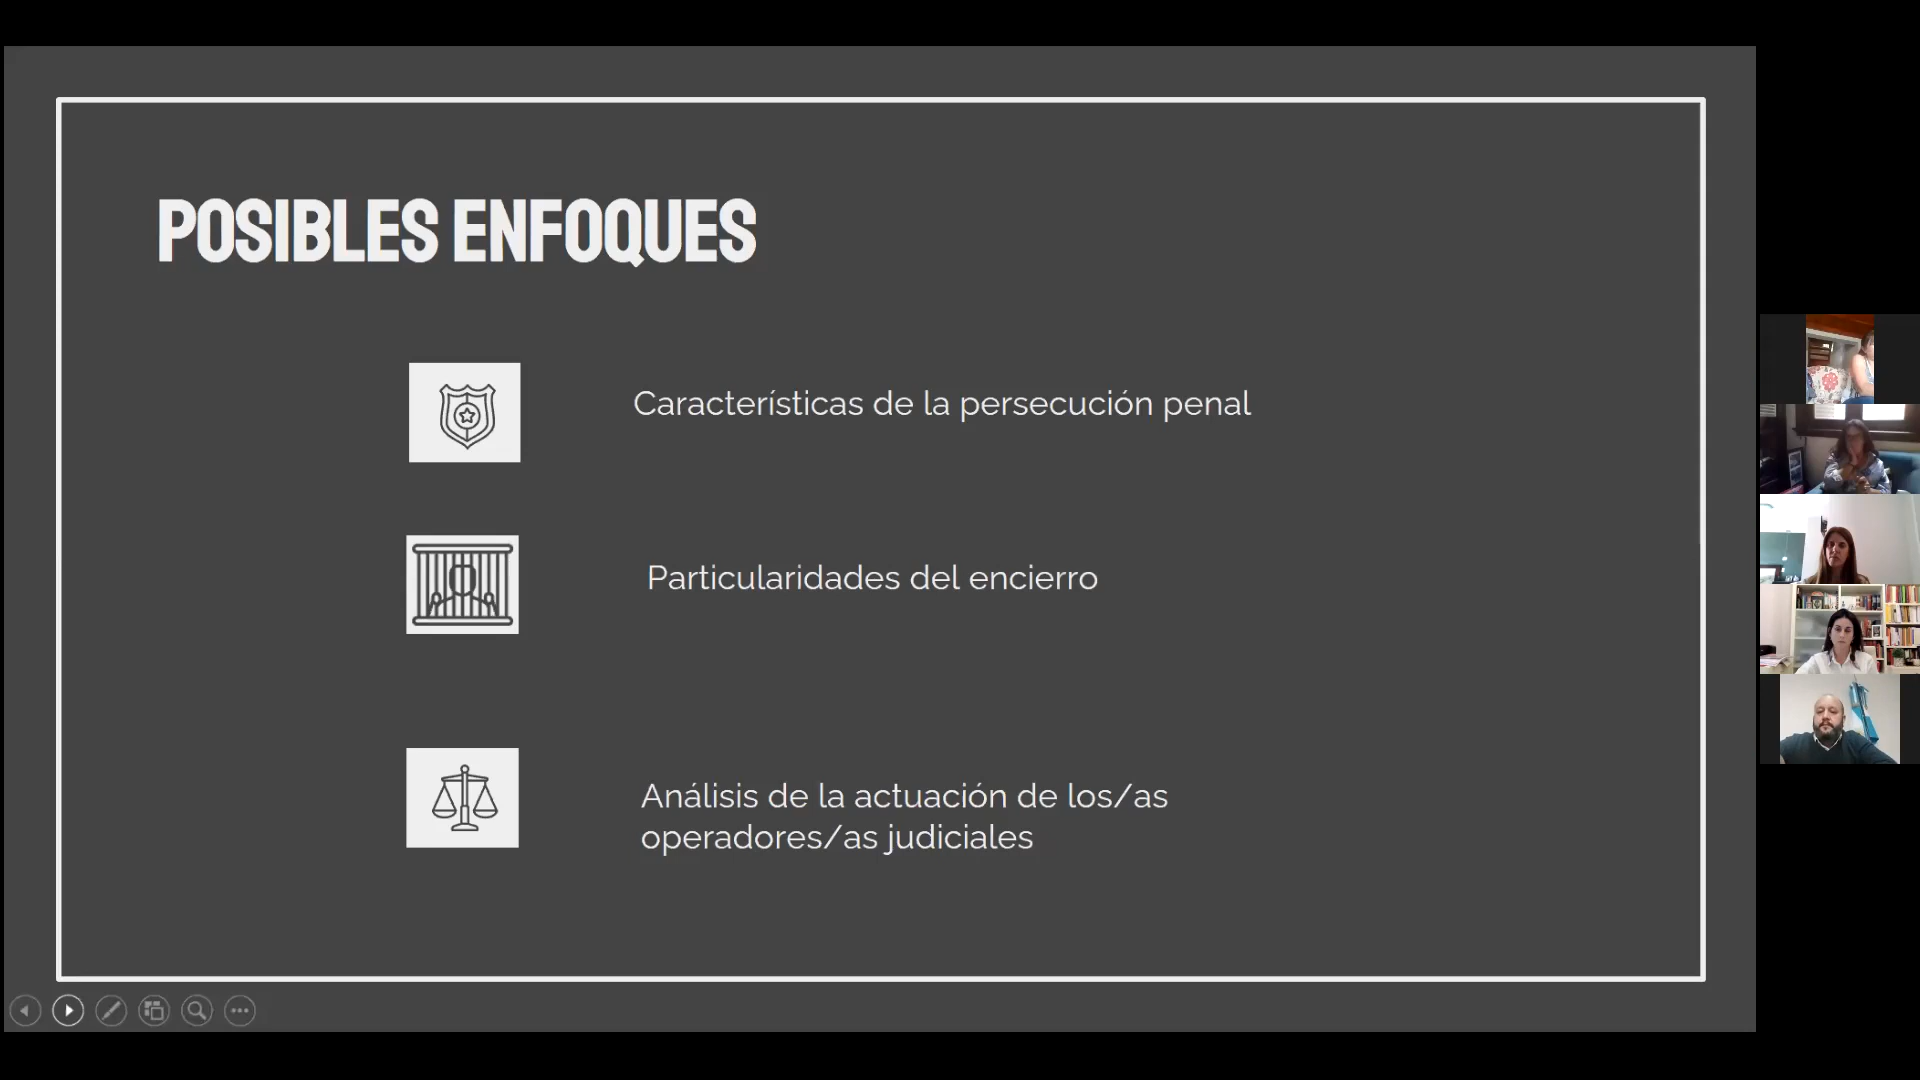 POSIBLES ENFOQUES
Características de la persecución penal
Particularidades del encierro
Análisis de la actuación de los/as
operadores/as judiciales